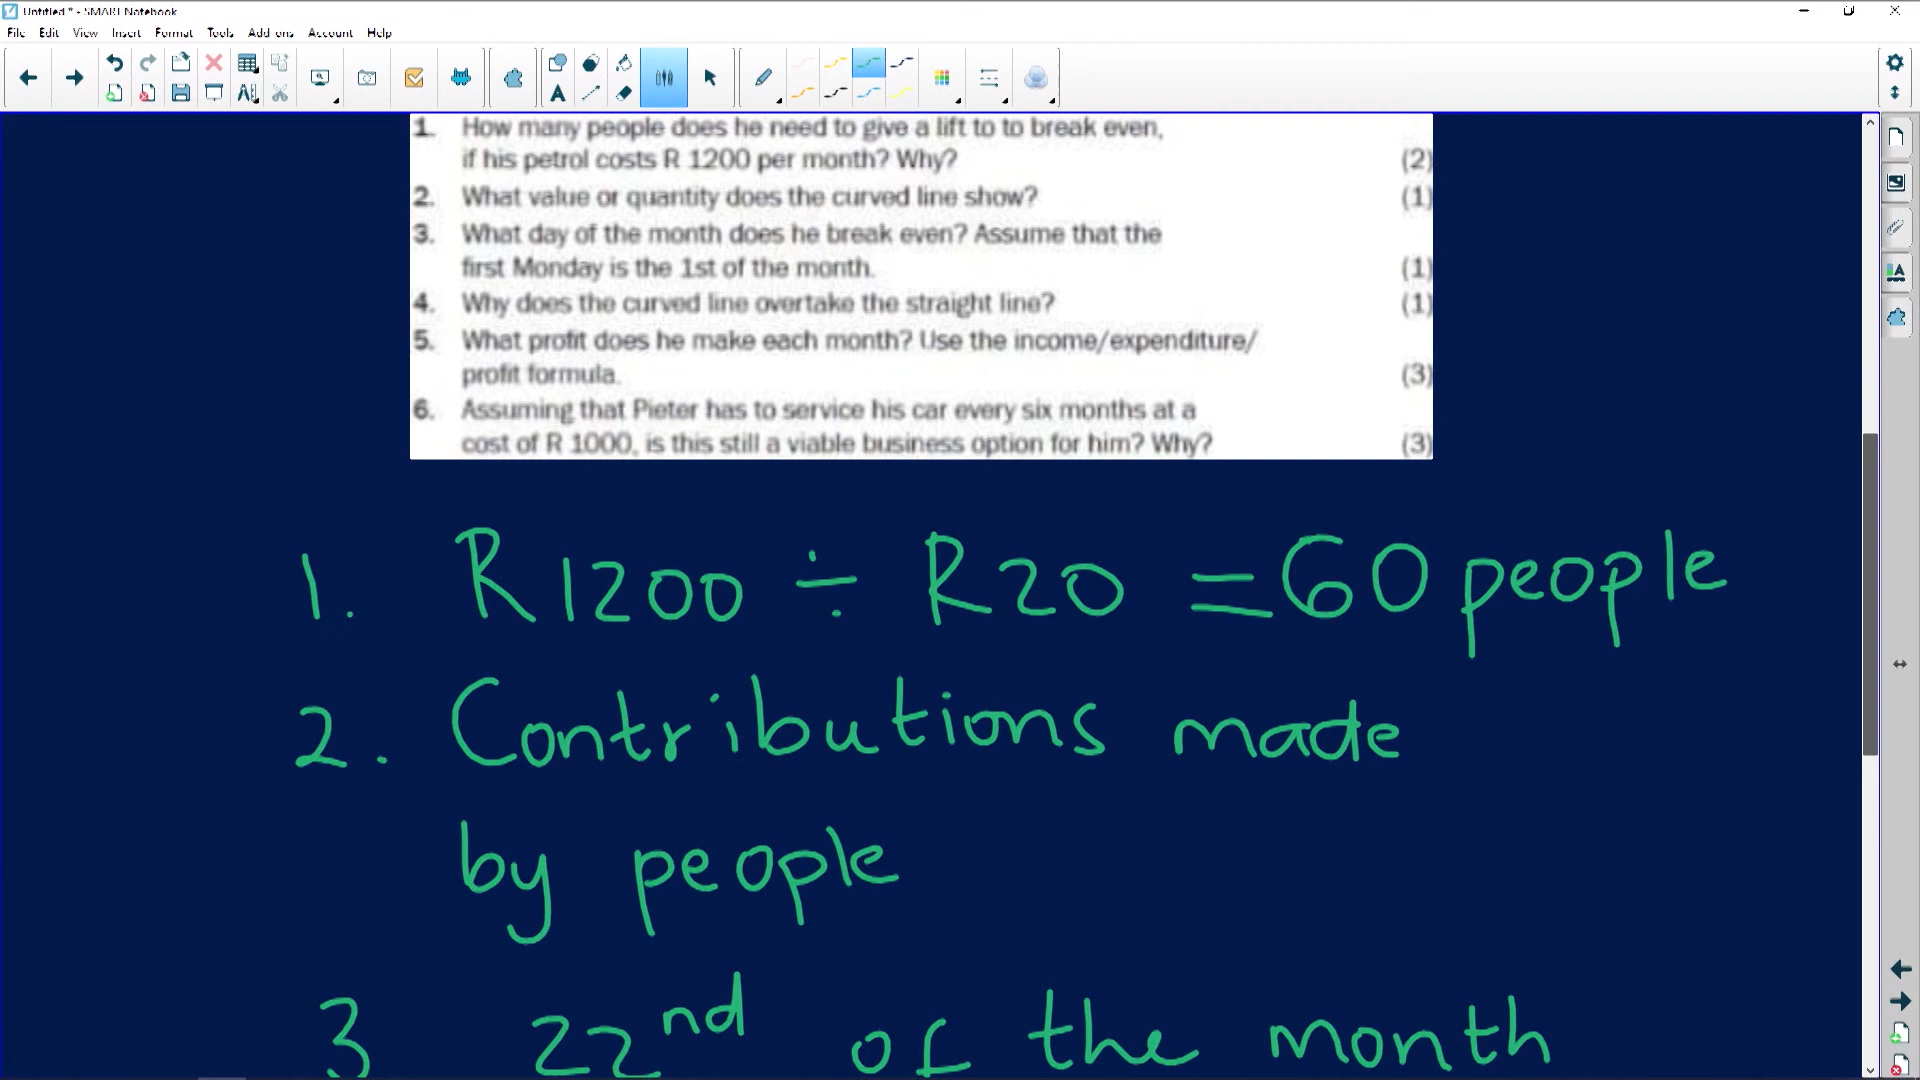 Untitled * - SMART Notebook
File Edit View Insert Format Tools Add-ons Account Help
1. How many people does he need to give a lift to to break even,
if his petrol costs R 1200 per month? Why? (2)
2. What value or quantity does the curved line show? (1)
3. What day of the month does he break even? Assume that the
first Monday is the 1st of the month. (1)
4. Why does the curved line overtake the straight line? (1)
5. What profit does he make each month? Use the income/expenditure/
profit formula. (3)
6. Assuming that Pieter has to service his car every six months at a
cost of R 1000, is this still a viable business option for him? Why? (3)
1. R1200 ÷ R20 = 60 people
2. Contributions made
by people
3 22nd of the month